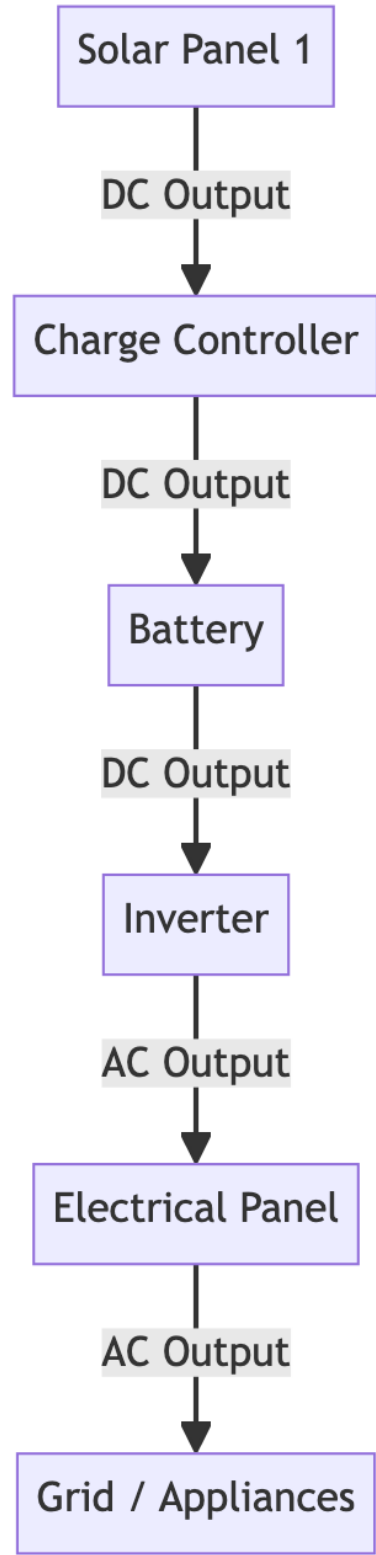 Solar Panel 1
DC Output
Charge Controller
DC Output
Battery
DC Output
Inverter
AC Output
Electrical Panel
AC Output
Grid / Appliances